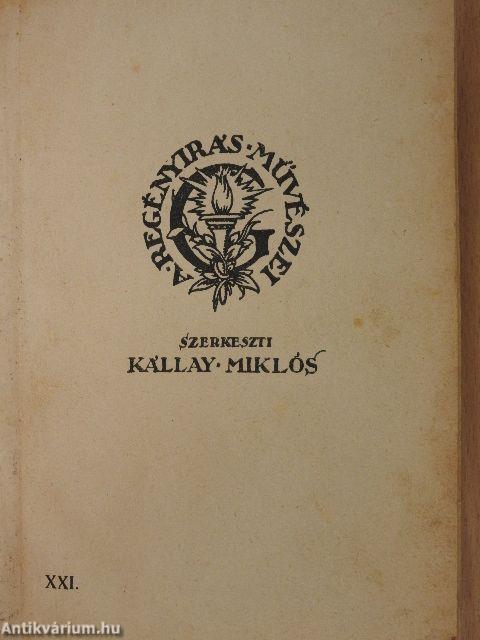 A·REGÉNYIRÁS·MŰVÉSZEI
G
SZERKESZTI
KÁLLAY·MIKLÓS
XXI.
Antikvárium.hu